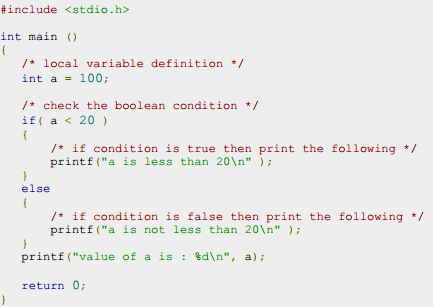 #include <stdio.h>
int main ()
{
/* local variable definition */
int a = 100;
/* check the boolean condition */
if( a < 20 )
{
/* if condition is true then print the following */
printf("a is less than 20\n" );
}
else
{
/* if condition is false then print the following */
printf("a is not less than 20\n" );
}
printf("value of a is : %d\n", a);
return 0;
}